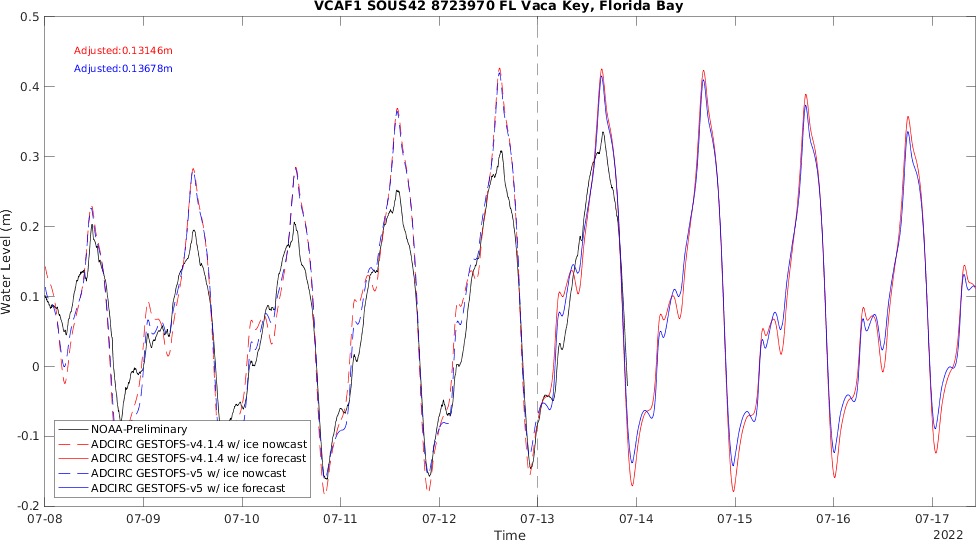 VCAF1 SOUS42 8723970 FL Vaca Key, Florida Bay
0.5
Adjusted:0.13146m
Adjusted:0.13678m
0.4
0.3
0.2
Water Level (m)
0.1
0
-0.1
-0.2
NOAA-Preliminary
ADCIRC GESTOFS-v4.1.4 w/ ice nowcast
ADCIRC GESTOFS-v4.1.4 w/ ice forecast
ADCIRC GESTOFS-v5 w/ ice nowcast
ADCIRC GESTOFS-v5 w/ ice forecast
07-08 07-09 07-10 07-11 07-12 07-13 07-14 07-15 07-16 07-17
Time
2022